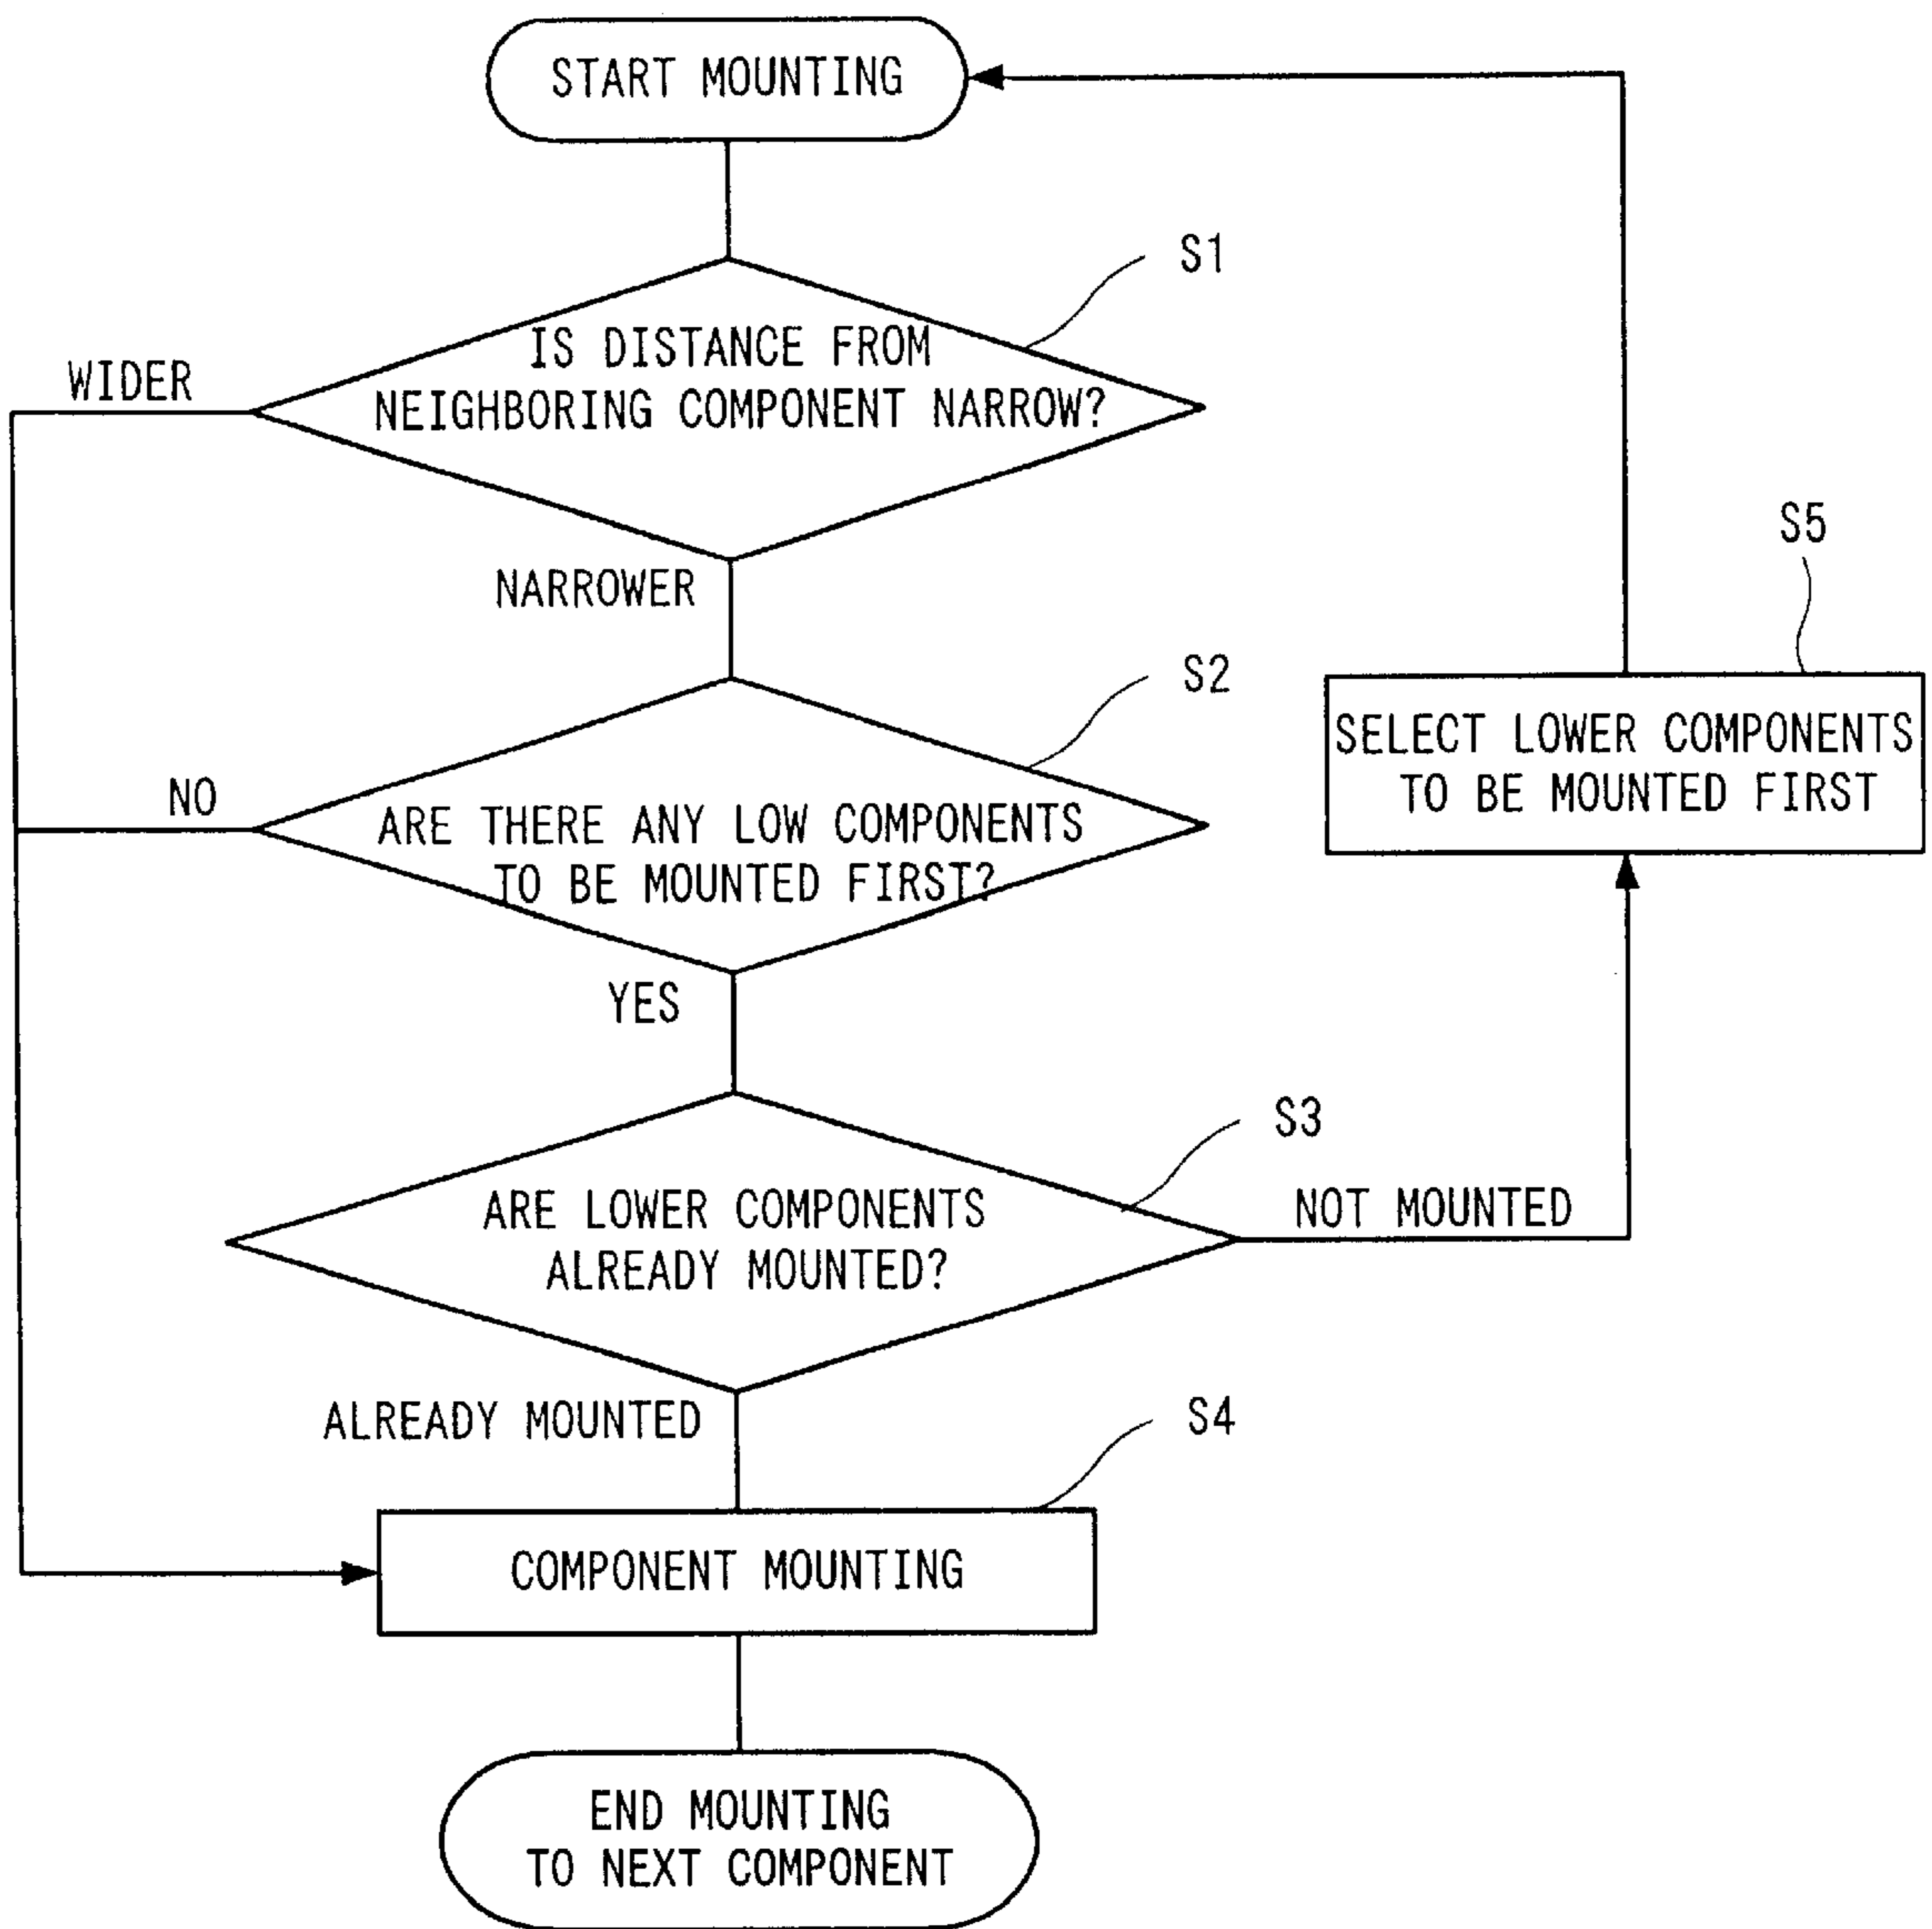 START MOUNTING
S1
IS DISTANCE FROM
NEIGHBORING COMPONENT NARROW?
WIDER
NARROWER
S5
SELECT LOWER COMPONENTS
TO BE MOUNTED FIRST
S2
NO
ARE THERE ANY LOW COMPONENTS
TO BE MOUNTED FIRST?
YES
S3
ARE LOWER COMPONENTS
ALREADY MOUNTED?
NOT MOUNTED
ALREADY MOUNTED
S4
COMPONENT MOUNTING
END MOUNTING
TO NEXT COMPONENT